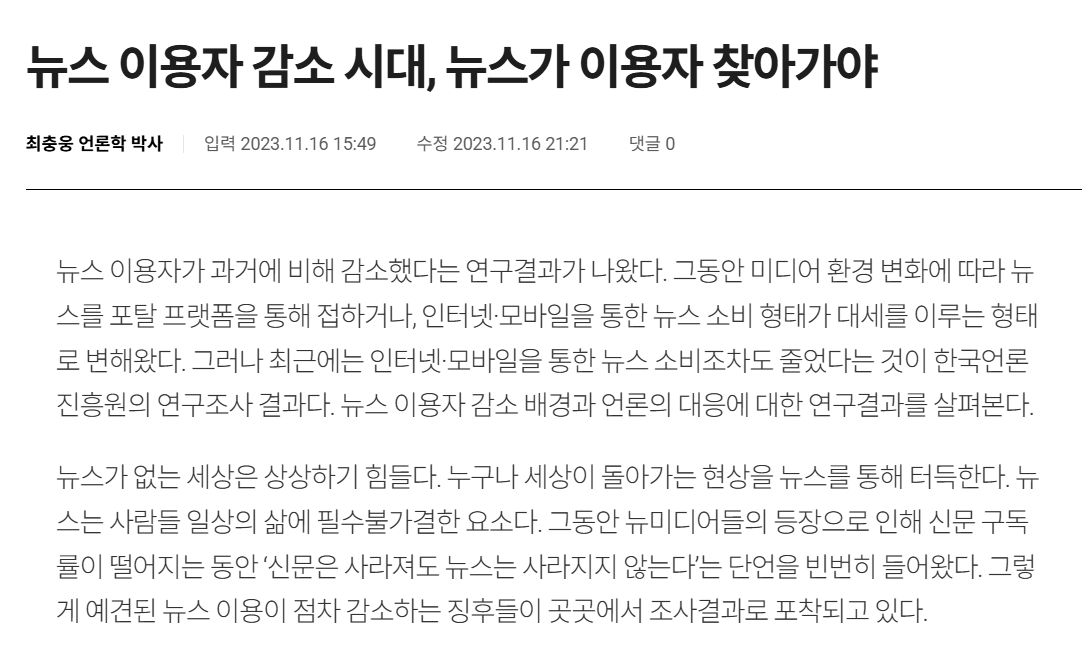 뉴스 이용자 감소 시대, 뉴스가 이용자 찾아가야
최충웅 언론학 박사 입력 2023.11.16 15:49 수정 2023.11.16 21:21 댓글 0
뉴스 이용자가 과거에 비해 감소했다는 연구결과가 나왔다. 그동안 미디어 환경 변화에 따라 뉴
스를 포탈 프랫폼을 통해 접하거나, 인터넷·모바일을 통한 뉴스 소비 형태가 대세를 이루는 형태
로 변해왔다. 그러나 최근에는 인터넷·모바일을 통한 뉴스 소비조차도 줄었다는 것이 한국언론
진흥원의 연구조사 결과다. 뉴스 이용자 감소 배경과 언론의 대응에 대한 연구결과를 살펴본다.
뉴스가 없는 세상은 상상하기 힘들다. 누구나 세상이 돌아가는 현상을 뉴스를 통해 터득한다. 뉴
스는 사람들 일상의 삶에 필수불가결한 요소다. 그동안 뉴미디어들의 등장으로 인해 신문 구독
률이 떨어지는 동안 ‘신문은 사라져도 뉴스는 사라지지 않는다’는 단언을 빈번히 들어왔다. 그렇
게 예견된 뉴스 이용이 점차 감소하는 징후들이 곳곳에서 조사결과로 포착되고 있다.